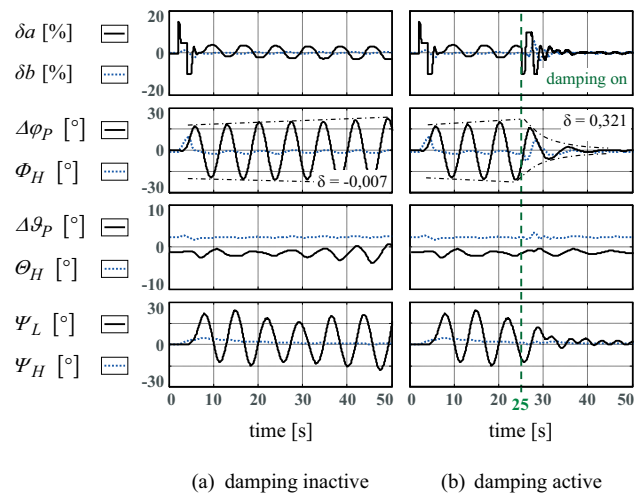 20
δa [%]
0
δb [%]
damping on
-20
30
Δφ_P [°]
δ = 0,321
0
Φ_H [°]
δ = -0,007
-30
10
Δϑ_P [°]
0
Θ_H [°]
-10
30
Ψ_L [°]
0
Ψ_H [°]
-30
0 10 20 30 40 50 0 10 20 25 30 40 50
time [s] time [s]
(a) damping inactive (b) damping active